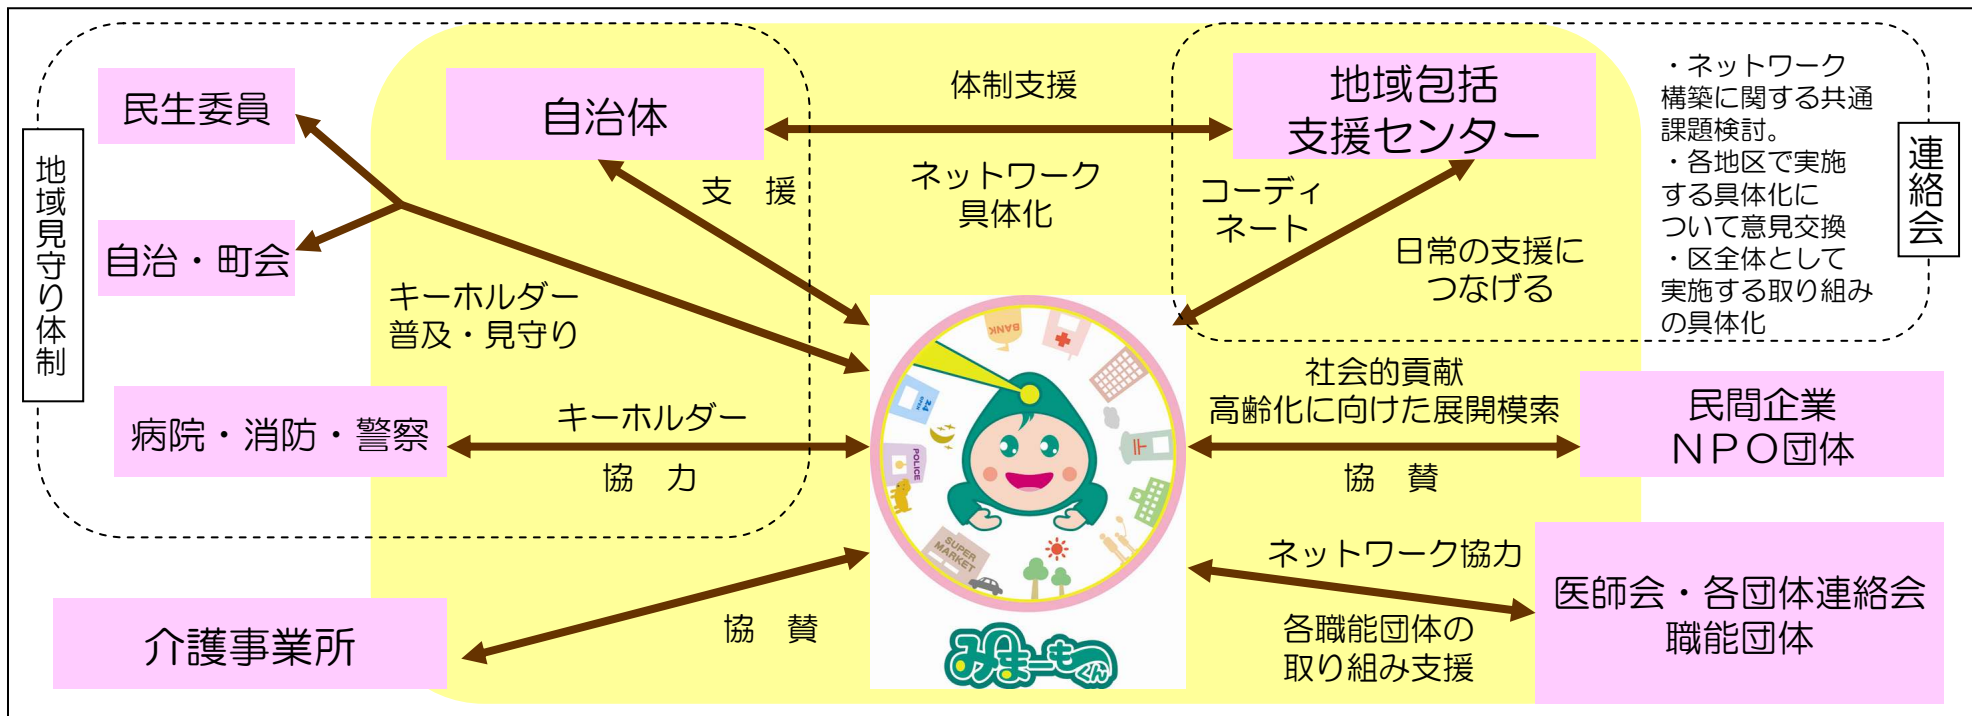 民生委員
自治・町会
地域見守り体制
自治体
支　援
体制支援
ネットワーク
具体化
地域包括
支援センター
コーディ
ネート
日常の支援に
つなげる
・ネットワーク
構築に関する共通
課題検討。
・各地区で実施
する具体化に
ついて意見交換
・区全体として
実施する取り組み
の具体化
連絡会
キーホルダー
普及・見守り
病院・消防・警察
キーホルダー
協　力
社会的貢献
高齢化に向けた展開模索
協　賛
民間企業
ＮＰＯ団体
BANK
24
OPEN
POLICE
〒
SUPER
MARKET
みまーもくん
介護事業所
協　賛
ネットワーク協力
各職能団体の
取り組み支援
医師会・各団体連絡会
職能団体